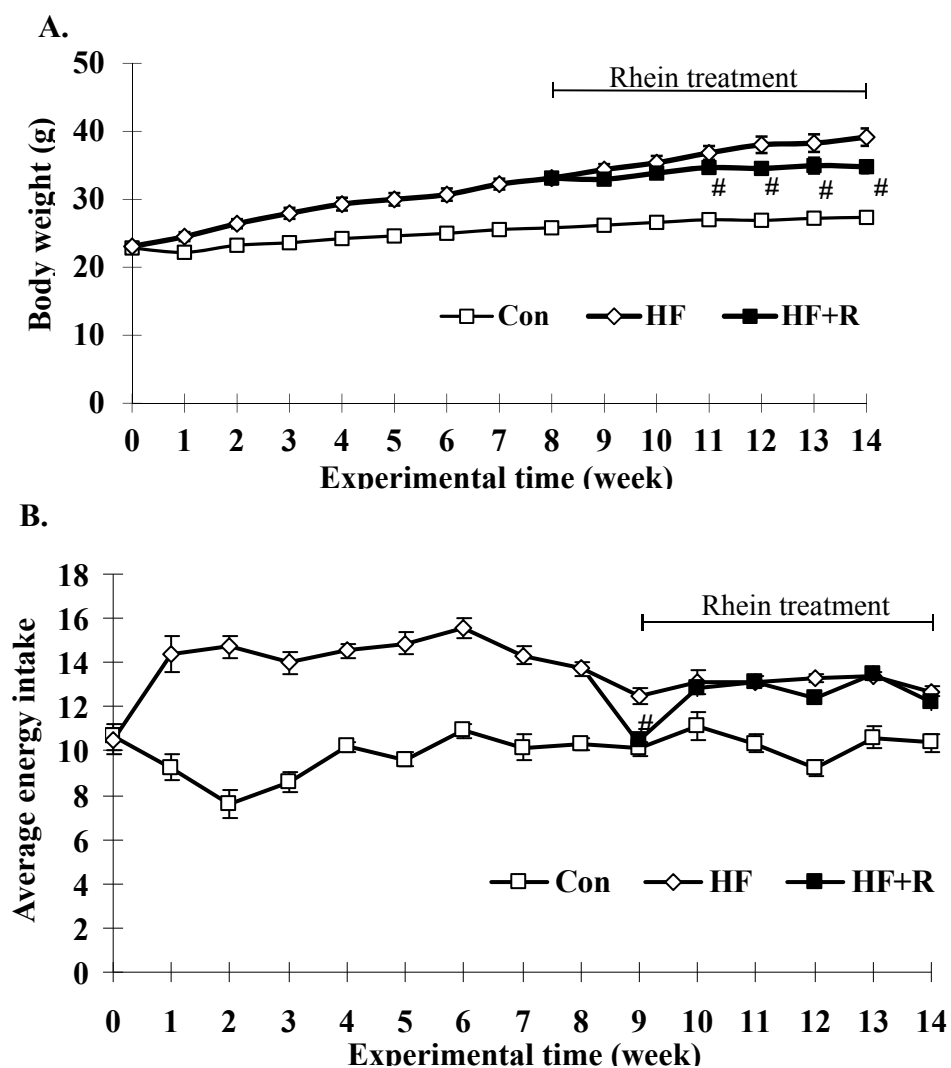 A.
50
40
30
20
10
0
Body weight (g)
Rhein treatment
# # # #
Con HF HF+R
0 1 2 3 4 5 6 7 8 9 10 11 12 13 14
Experimental time (week)
B.
18
16
14
12
10
8
6
4
2
0
Average energy intake
Rhein treatment
#
Con HF HF+R
0 1 2 3 4 5 6 7 8 9 10 11 12 13 14
Experimental time (week)